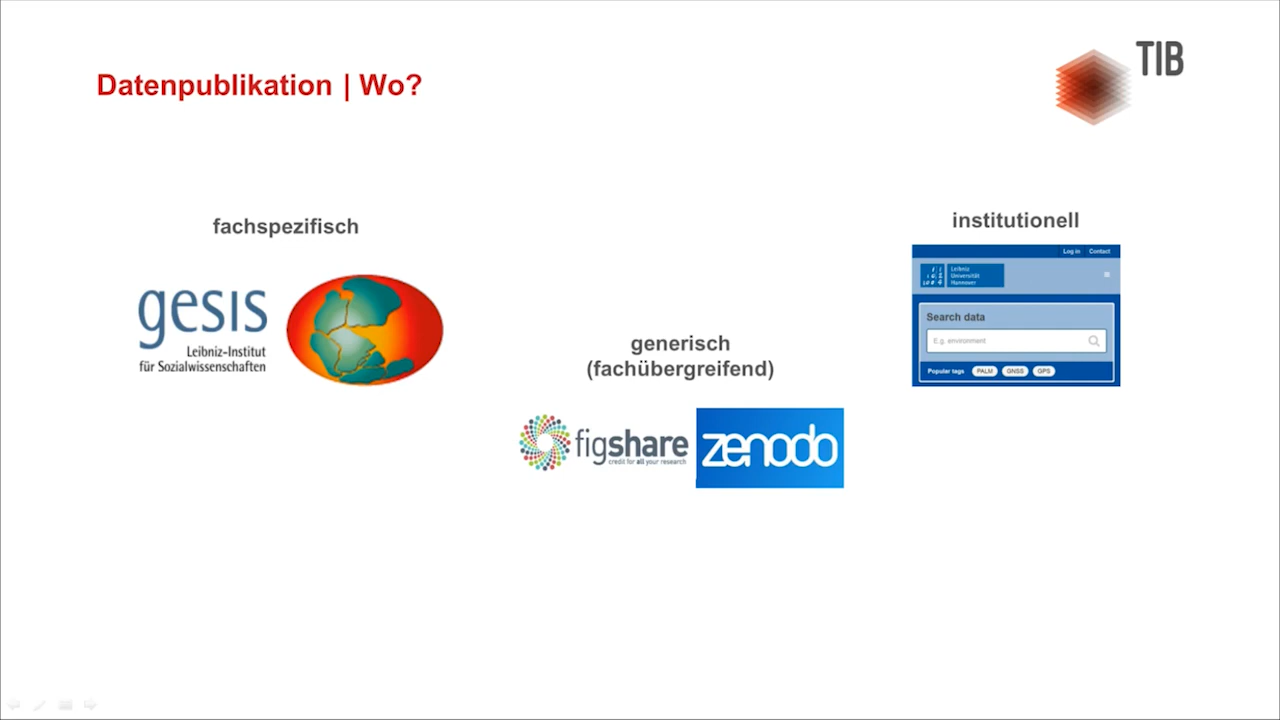 Datenpublikation | Wo?
TIB
fachspezifisch
gesis
Leibniz-Institut
für Sozialwissenschaften
generisch
(fachübergreifend)
figshare
credit for all your research
zenodo
institutionell
Log in Contact
Leibniz
Universität
Hannover
Search data
E.g. environment
Popular tags PALM GNSS GPS